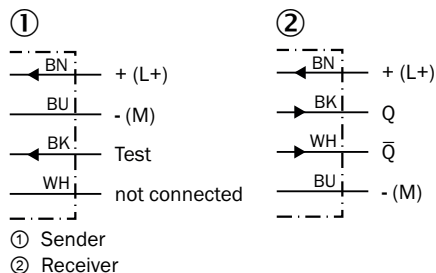 ①
BN + (L+)
BU - (M)
BK Test
WH not connected
②
BN + (L+)
BK Q
WH Q̅
BU - (M)
① Sender
② Receiver